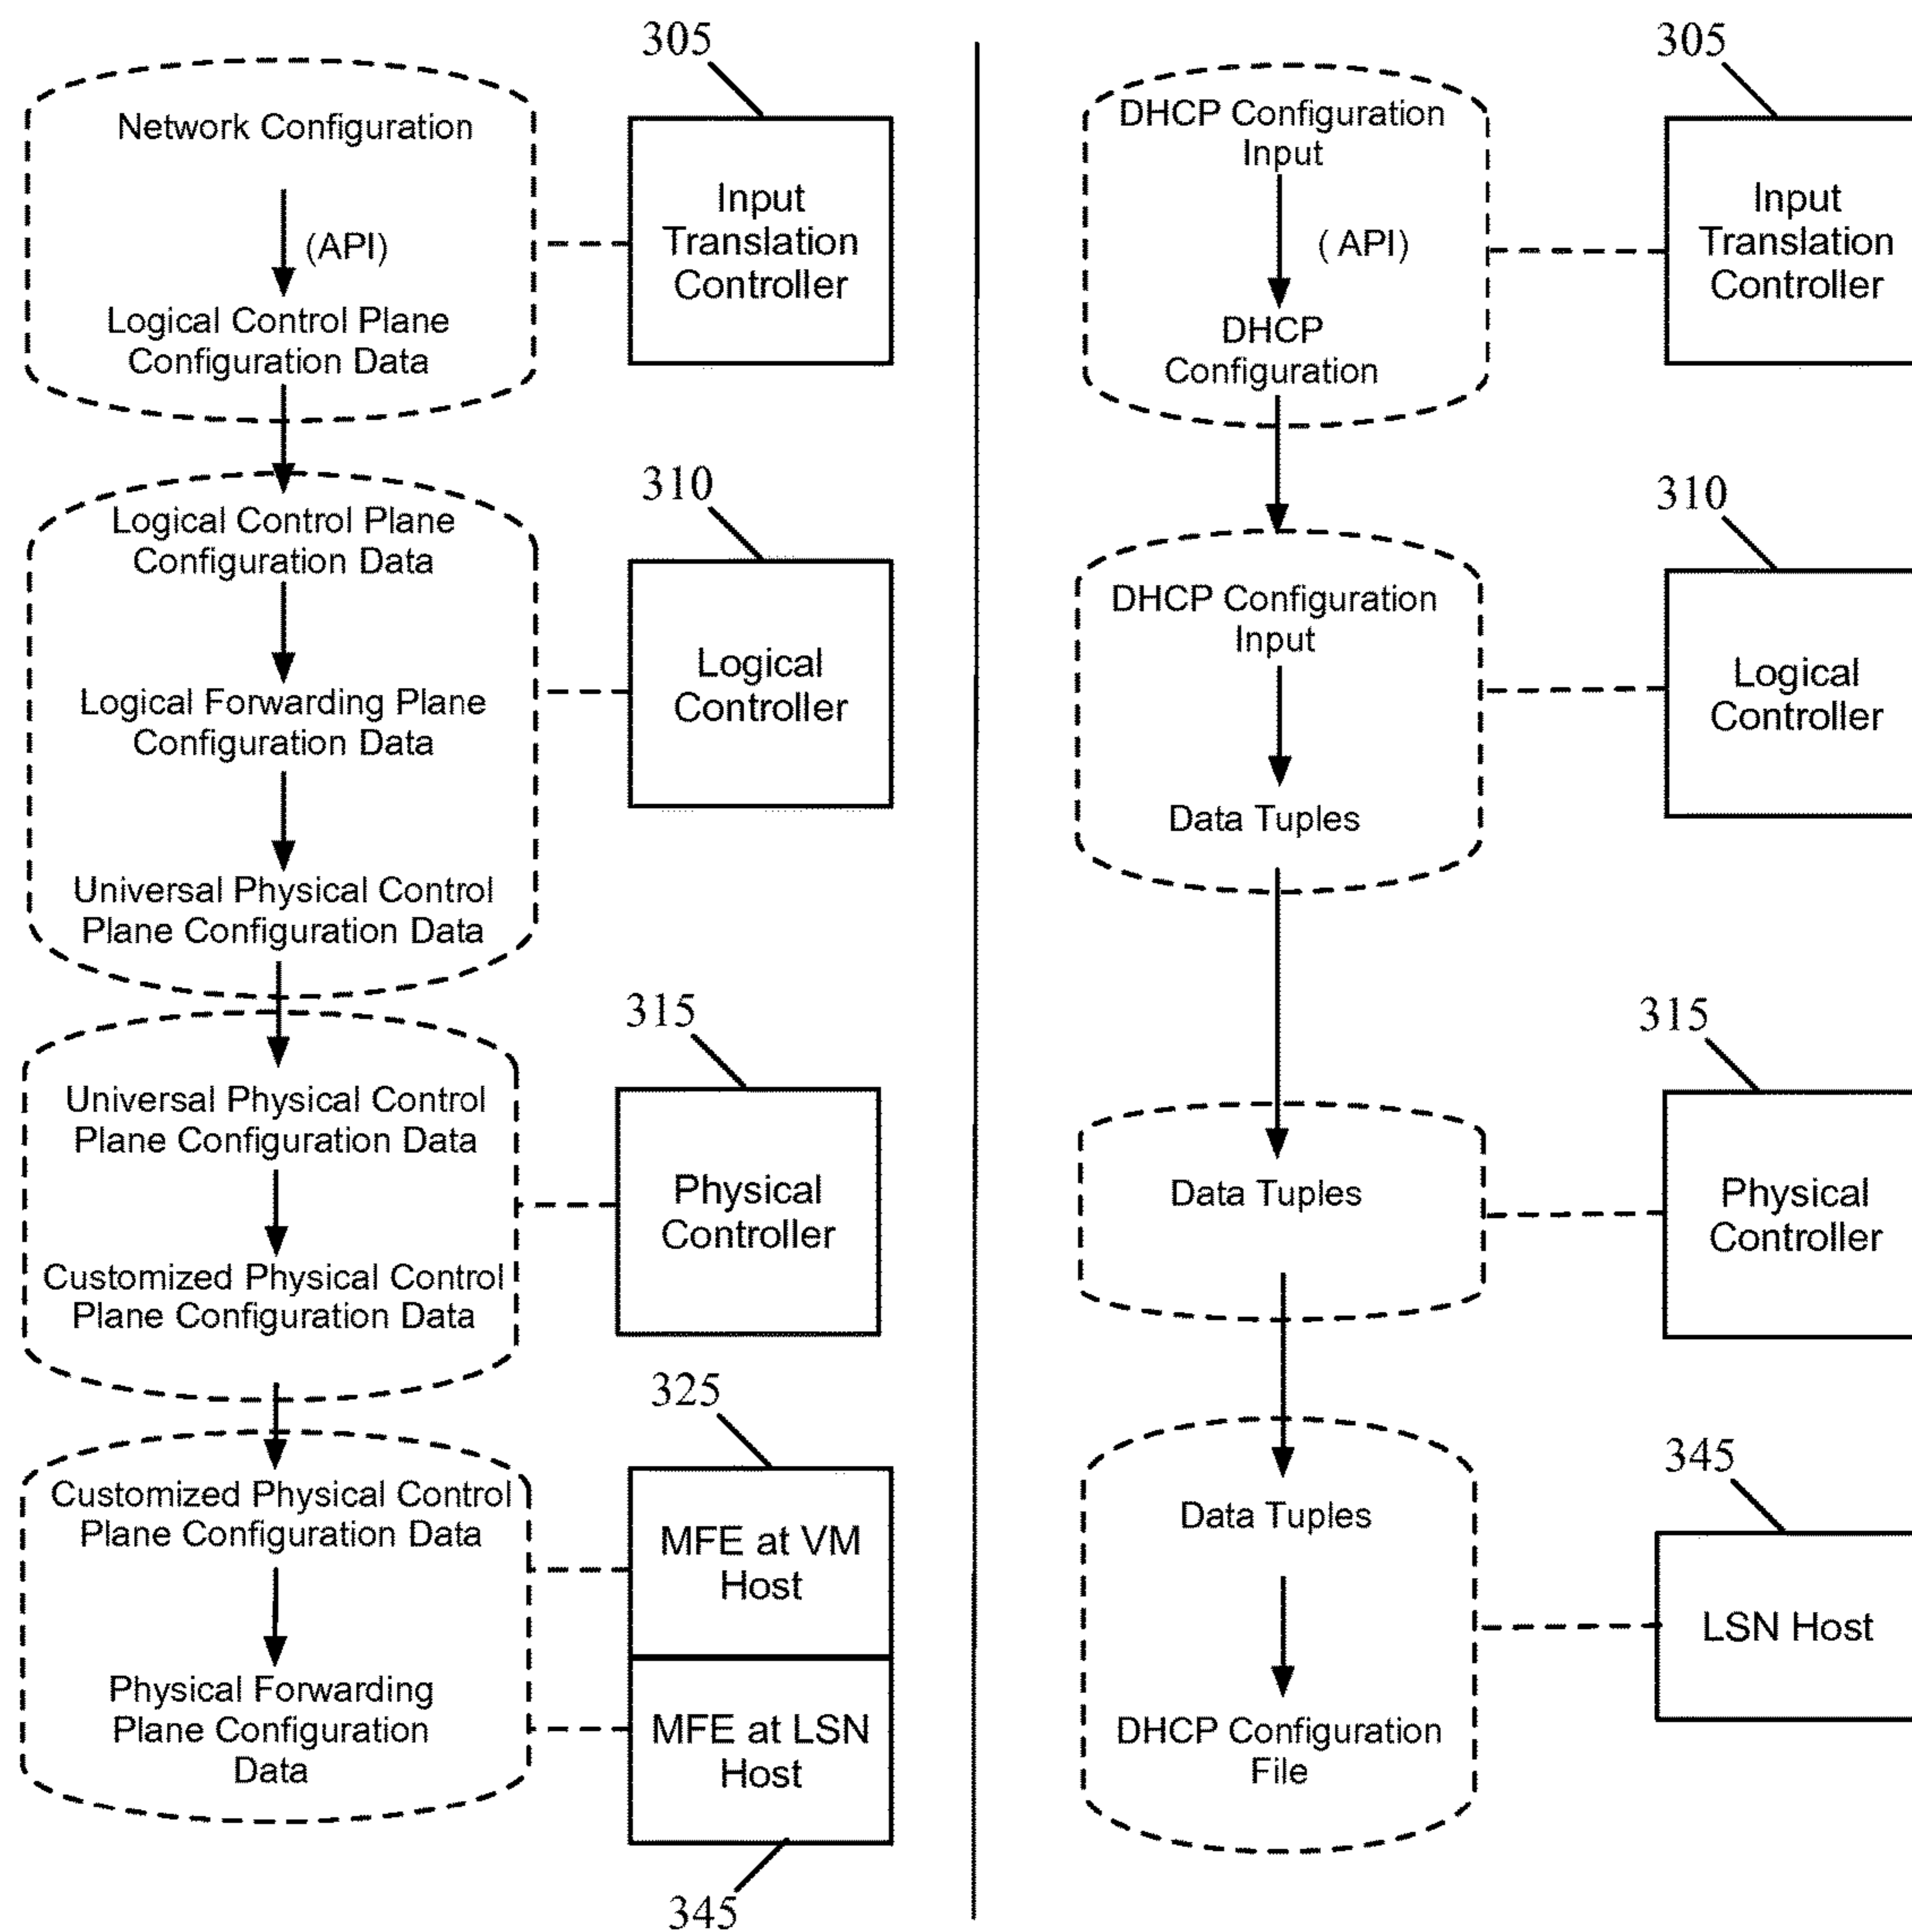 305
Network Configuration
(API)
Logical Control Plane
Configuration Data
Input
Translation
Controller
310
Logical Control Plane
Configuration Data
Logical Forwarding Plane
Configuration Data
Universal Physical Control
Plane Configuration Data
Logical
Controller
315
Universal Physical Control
Plane Configuration Data
Customized Physical Control
Plane Configuration Data
Physical
Controller
325
Customized Physical Control
Plane Configuration Data
Physical Forwarding
Plane Configuration
Data
MFE at VM
Host
MFE at LSN
Host
345
305
DHCP Configuration
Input
( API)
DHCP
Configuration
Input
Translation
Controller
310
DHCP Configuration
Input
Data Tuples
Logical
Controller
315
Data Tuples
Physical
Controller
345
Data Tuples
DHCP Configuration
File
LSN Host